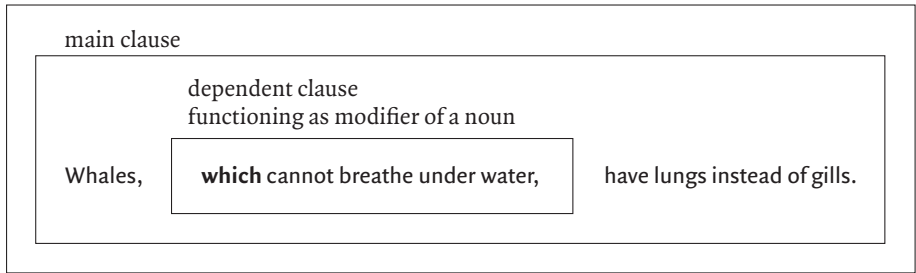 main clause
dependent clause
functioning as modifier of a noun
Whales, which cannot breathe under water, have lungs instead of gills.